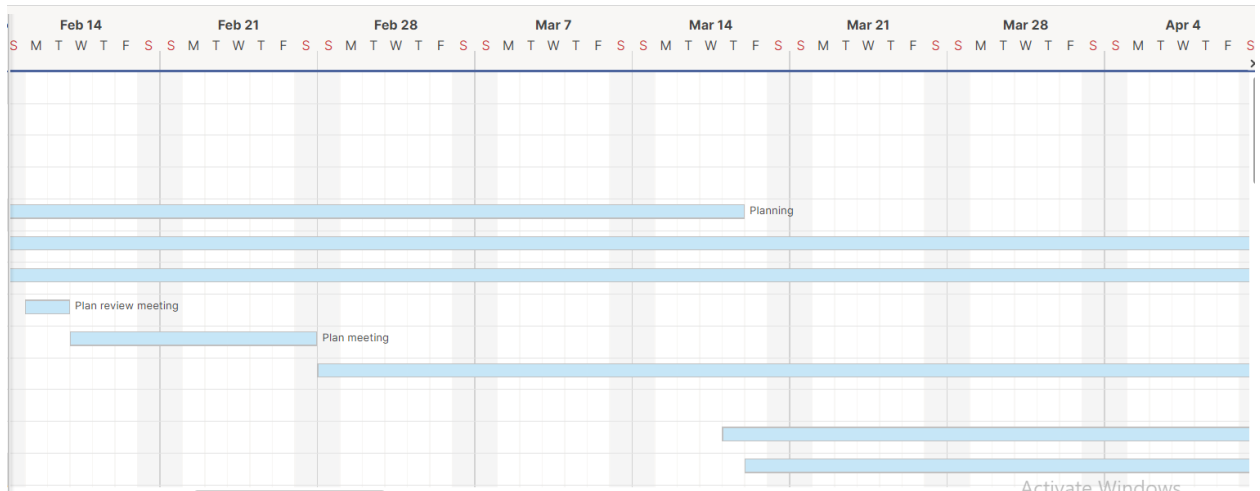 Feb 14 Feb 21 Feb 28 Mar 7 Mar 14 Mar 21 Mar 28 Apr 4
S M T W T F S S M T W T F S S M T W T F S S M T W T F S S M T W T F S S M T W T F S S M T W T F S S M T W T F S
Planning
Plan review meeting
Plan meeting
Activate Windows